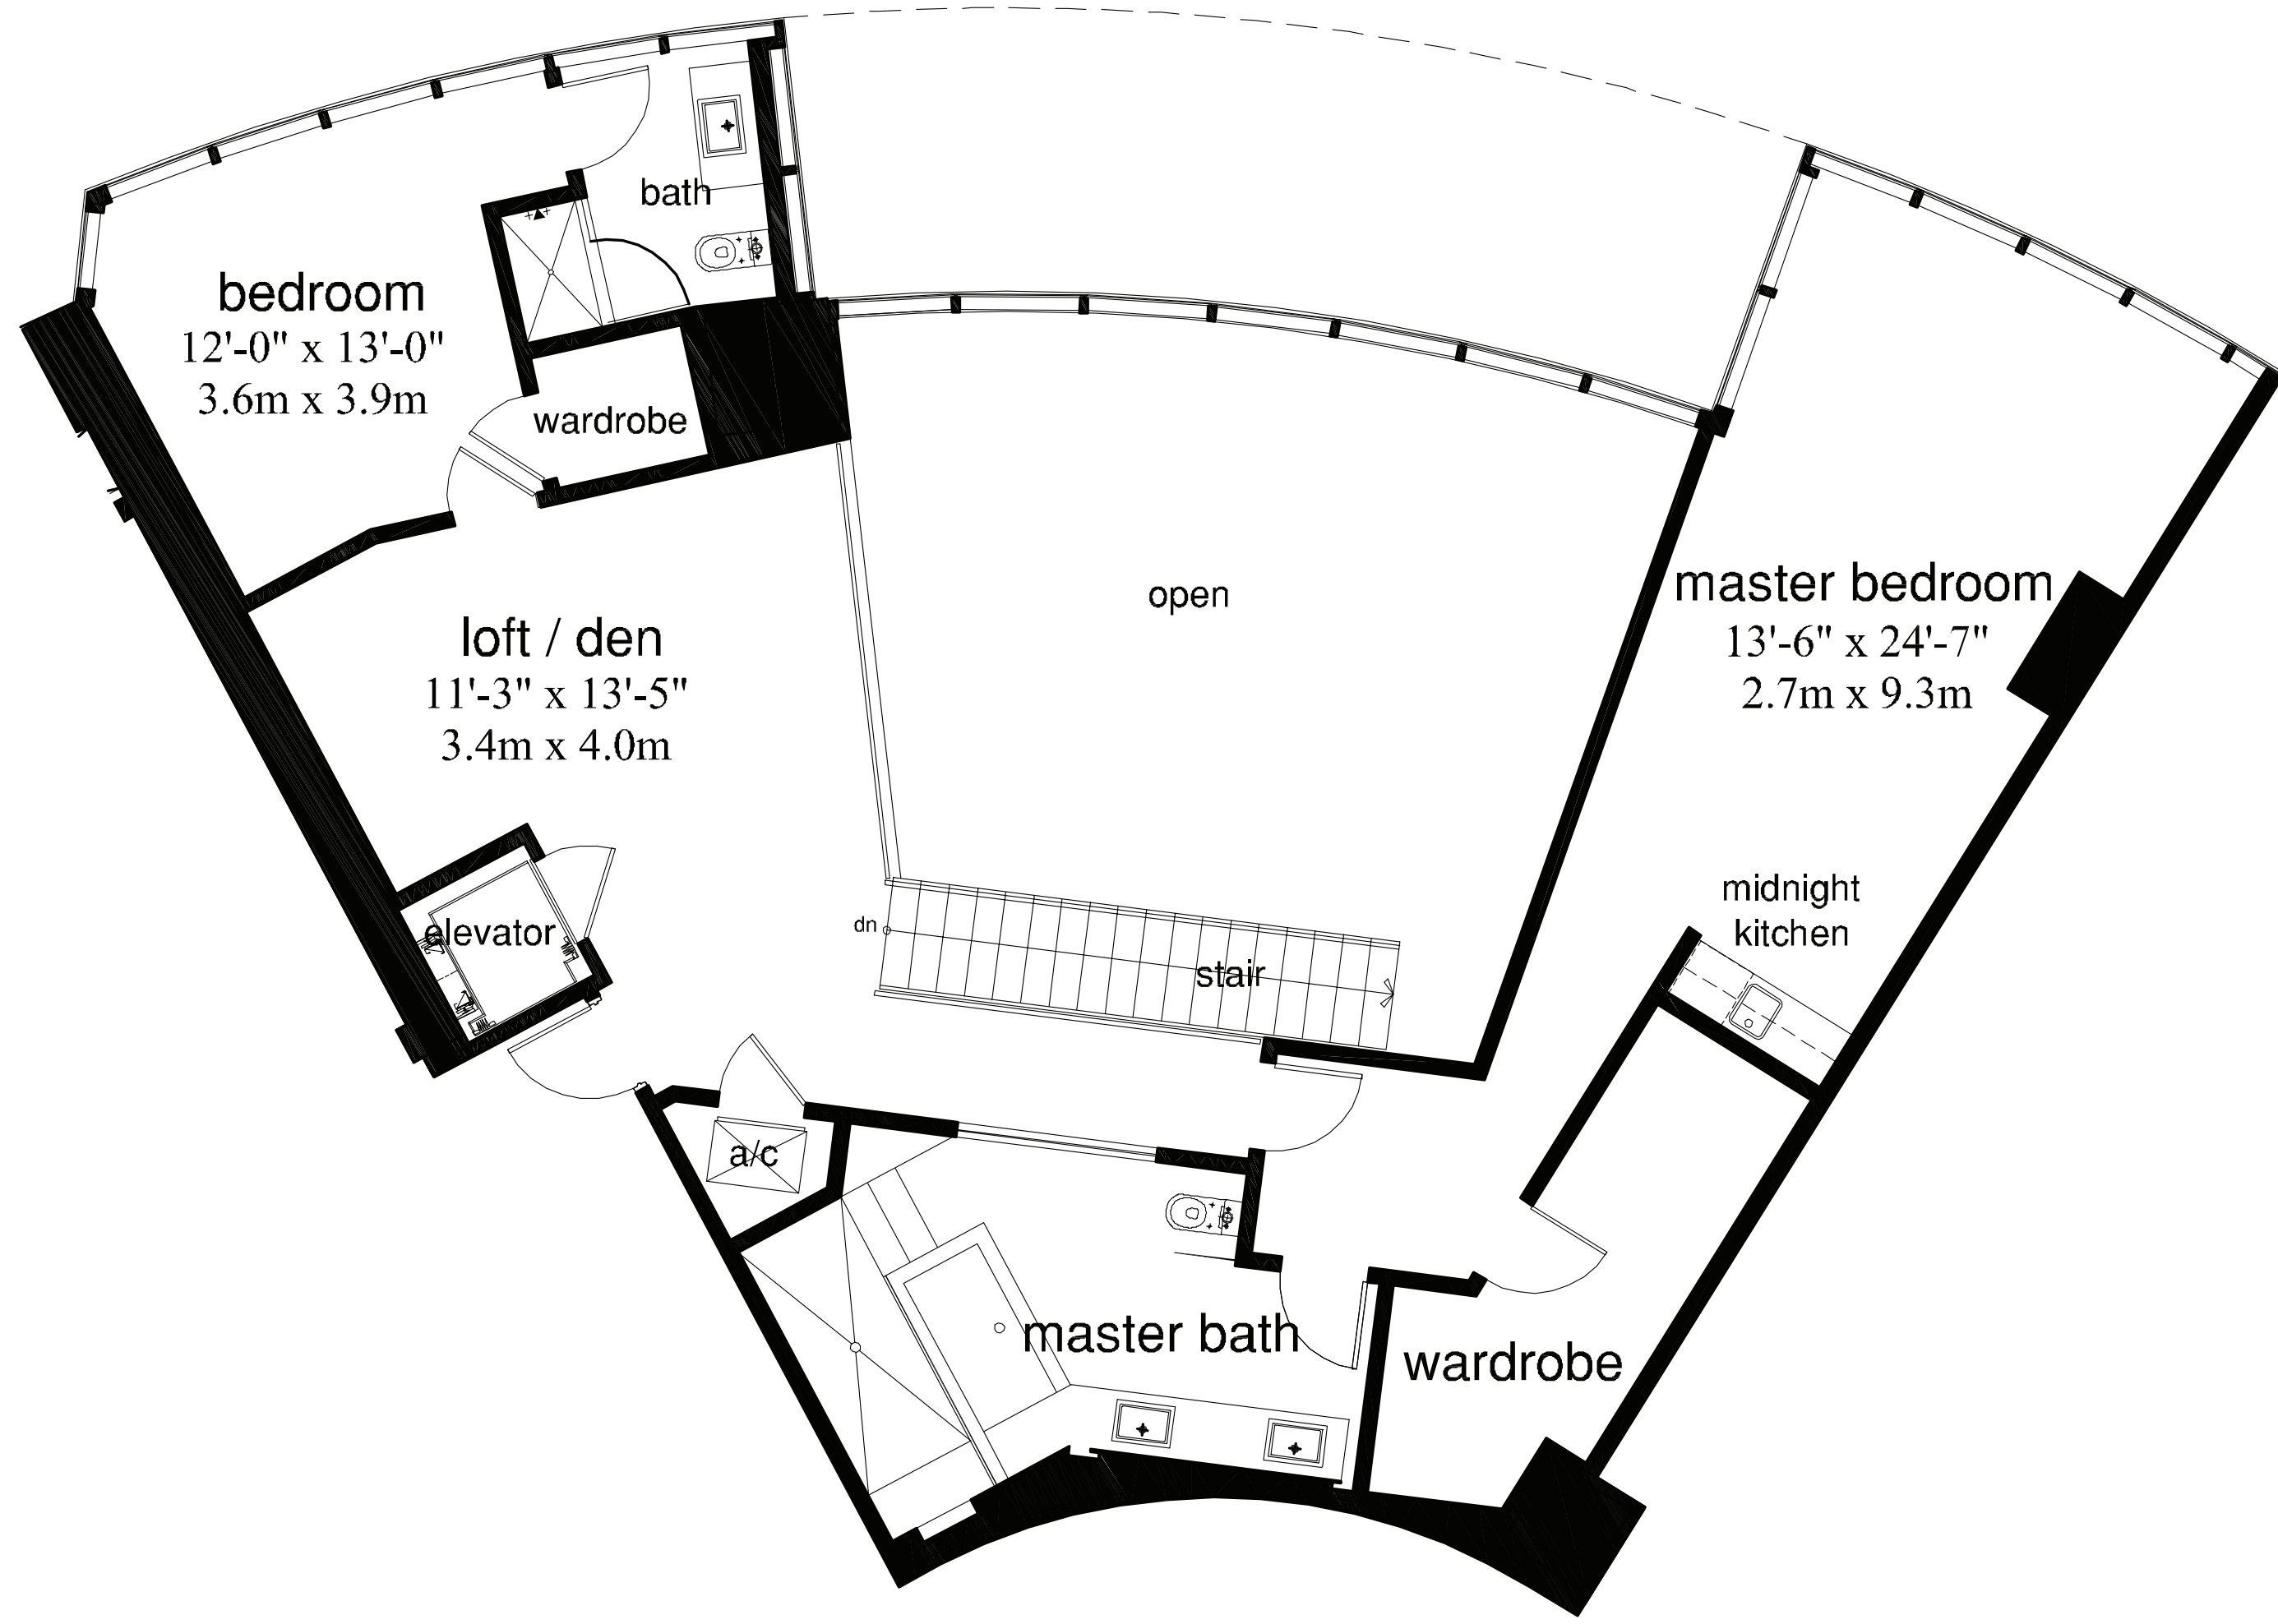 bath
bedroom
12'-0" x 13'-0"
3.6m x 3.9m
wardrobe
open
loft / den
11'-3" x 13'-5"
3.4m x 4.0m
master bedroom
13'-6" x 24'-7"
2.7m x 9.3m
midnight
kitchen
elevator
dn
stair
a/c
master bath
wardrobe